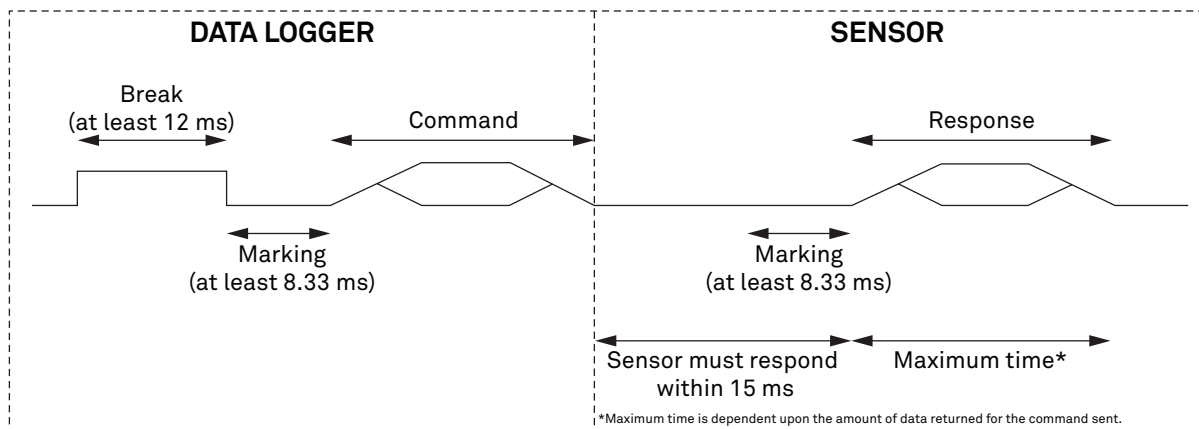 DATA LOGGER
SENSOR
Break
(at least 12 ms)
Command
Response
Marking
(at least 8.33 ms)
Marking
(at least 8.33 ms)
Sensor must respond
within 15 ms
Maximum time*
*Maximum time is dependent upon the amount of data returned for the command sent.